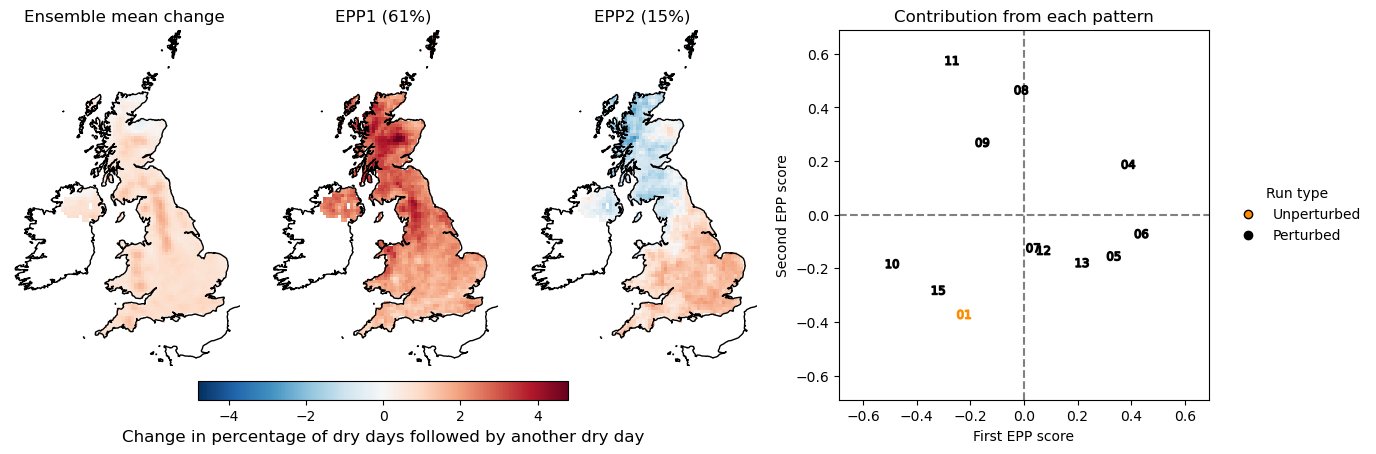 Ensemble mean change
EPP1 (61%)
EPP2 (15%)
Contribution from each pattern
−4 −2 0 2 4
Change in percentage of dry days followed by another dry day
Second EPP score
0.6
0.4
0.2
0.0
−0.2
−0.4
−0.6
11
08
09
04
06
07
12
05
13
10
15
01
−0.6 −0.4 −0.2 0.0 0.2 0.4 0.6
First EPP score
Run type
Unperturbed
Perturbed